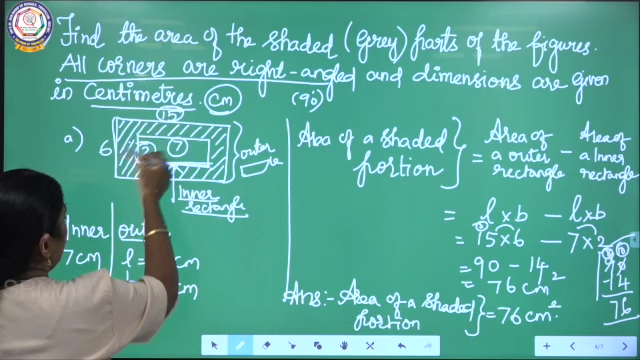 Find the area of the shaded (Grey) parts of the figures.
All corners are right-angled and dimensions are given
in Centimetres. cm (90)
a) 15
6
2 7
outer
Inner
rectangle
Inner
7cm
outer
l = cm
cm
Area of a shaded portion } = Area of a outer rectangle − Area of a Inner rectangle
= l x b − l x b
= 15 x 6 − 7 x 2
= 90 − 14
= 76 cm²
90
- 14
76
Ans:- Area of a shaded portion } = 76 cm².
4/7